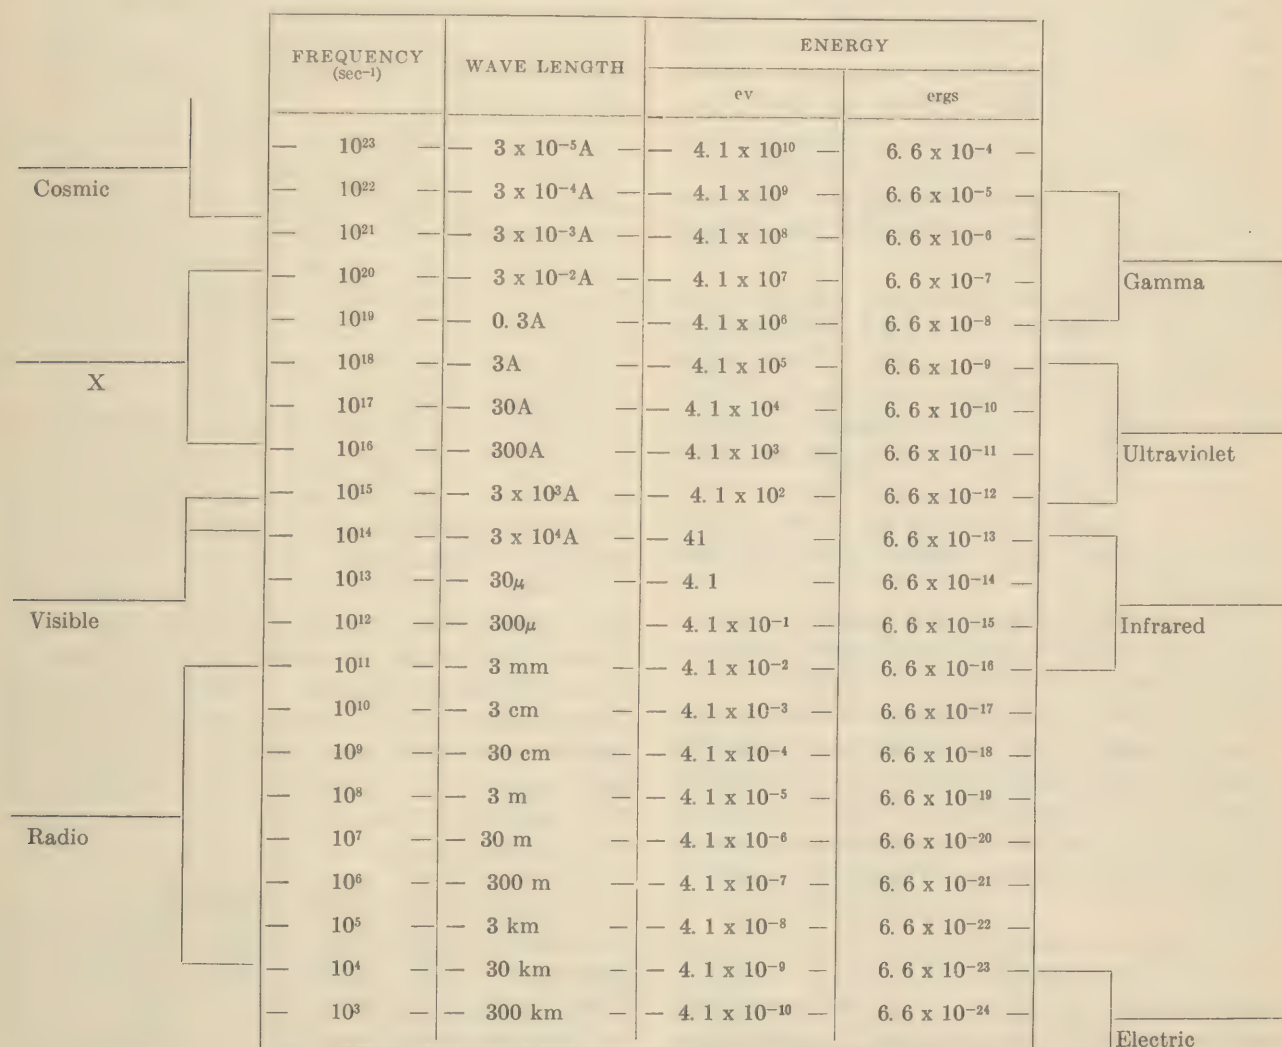 FREQUENCY WAVE LENGTH ENERGY
(sec⁻¹)
ev ergs
— 10²³ — — 3 x 10⁻⁵A — — 4. 1 x 10¹⁰ — 6. 6 x 10⁻⁴ —
Cosmic — 10²² — — 3 x 10⁻⁴A — — 4. 1 x 10⁹ — 6. 6 x 10⁻⁵ —
— 10²¹ — — 3 x 10⁻³A — — 4. 1 x 10⁸ — 6. 6 x 10⁻⁶ —
— 10²⁰ — — 3 x 10⁻²A — — 4. 1 x 10⁷ — 6. 6 x 10⁻⁷ — Gamma
— 10¹⁹ — — 0. 3A — — 4. 1 x 10⁶ — 6. 6 x 10⁻⁸ —
X — 10¹⁸ — — 3A — — 4. 1 x 10⁵ — 6. 6 x 10⁻⁹ —
— 10¹⁷ — — 30A — — 4. 1 x 10⁴ — 6. 6 x 10⁻¹⁰ —
— 10¹⁶ — — 300A — — 4. 1 x 10³ — 6. 6 x 10⁻¹¹ — Ultraviolet
— 10¹⁵ — — 3 x 10³A — — 4. 1 x 10² — 6. 6 x 10⁻¹² —
— 10¹⁴ — — 3 x 10⁴A — — 41 — 6. 6 x 10⁻¹³ —
— 10¹³ — — 30μ — — 4. 1 — 6. 6 x 10⁻¹⁴ —
Visible — 10¹² — — 300μ — — 4. 1 x 10⁻¹ — 6. 6 x 10⁻¹⁵ — Infrared
— 10¹¹ — — 3 mm — — 4. 1 x 10⁻² — 6. 6 x 10⁻¹⁶ —
— 10¹⁰ — — 3 cm — — 4. 1 x 10⁻³ — 6. 6 x 10⁻¹⁷ —
— 10⁹ — — 30 cm — — 4. 1 x 10⁻⁴ — 6. 6 x 10⁻¹⁸ —
— 10⁸ — — 3 m — — 4. 1 x 10⁻⁵ — 6. 6 x 10⁻¹⁹ —
Radio — 10⁷ — — 30 m — — 4. 1 x 10⁻⁶ — 6. 6 x 10⁻²⁰ —
— 10⁶ — — 300 m — — 4. 1 x 10⁻⁷ — 6. 6 x 10⁻²¹ —
— 10⁵ — — 3 km — — 4. 1 x 10⁻⁸ — 6. 6 x 10⁻²² —
— 10⁴ — — 30 km — — 4. 1 x 10⁻⁹ — 6. 6 x 10⁻²³ —
— 10³ — — 300 km — — 4. 1 x 10⁻¹⁰ — 6. 6 x 10⁻²⁴ —
Electric